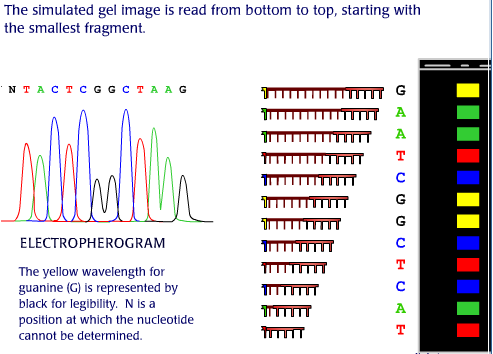 The simulated gel image is read from bottom to top, starting with
the smallest fragment.
N T A C T C G G C T A A G
ELECTROPHEROGRAM
The yellow wavelength for
guanine (G) is represented by
black for legibility. N is a
position at which the nucleotide
cannot be determined.
G
A
A
T
C
G
G
C
T
C
A
T